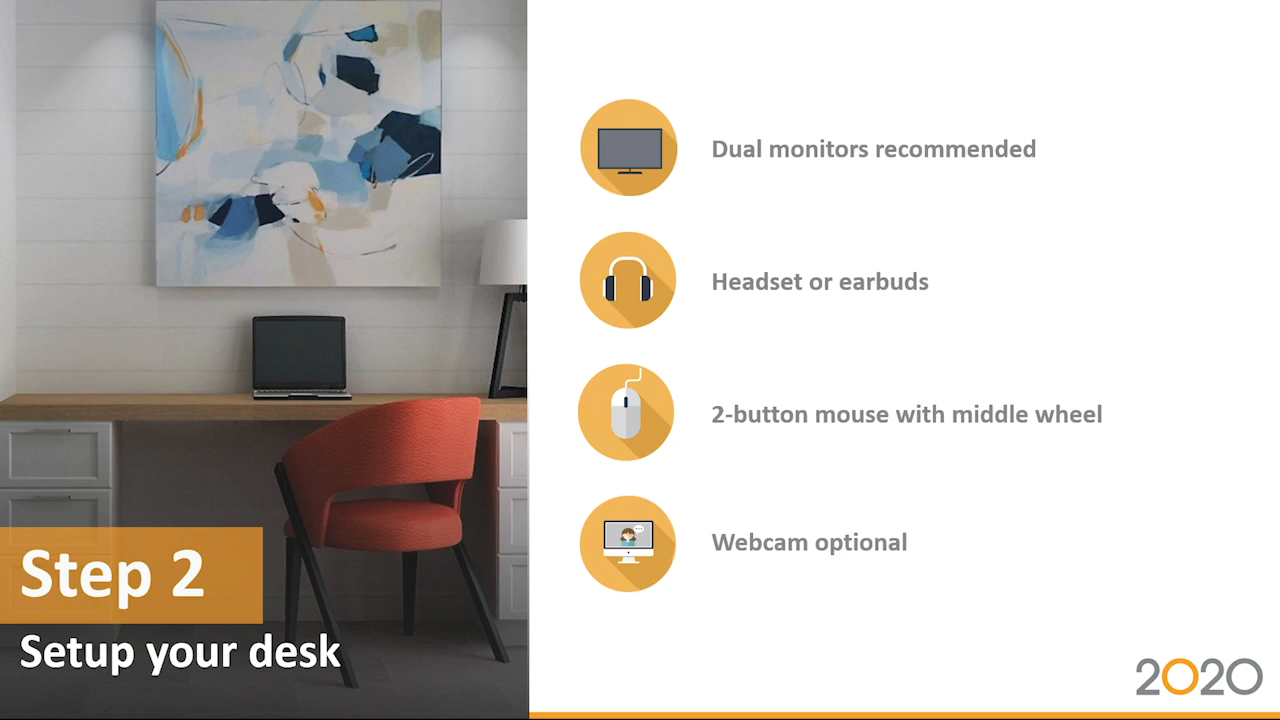 Step 2
Setup your desk
Dual monitors recommended
Headset or earbuds
2-button mouse with middle wheel
Webcam optional
2020